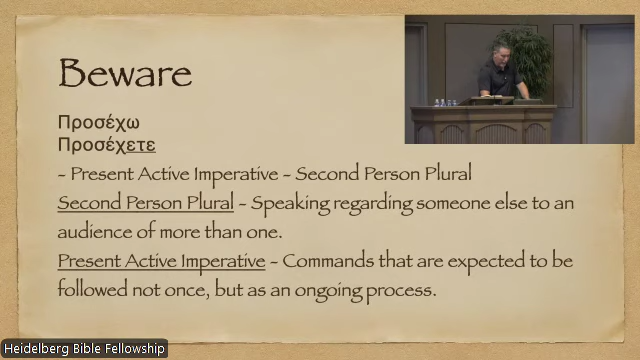 Beware
Προσέχω
Προσέχετε
- Present Active Imperative - Second Person Plural
Second Person Plural - Speaking regarding someone else to an
audience of more than one.
Present Active Imperative - Commands that are expected to be
followed not once, but as an ongoing process.
Heidelberg Bible Fellowship